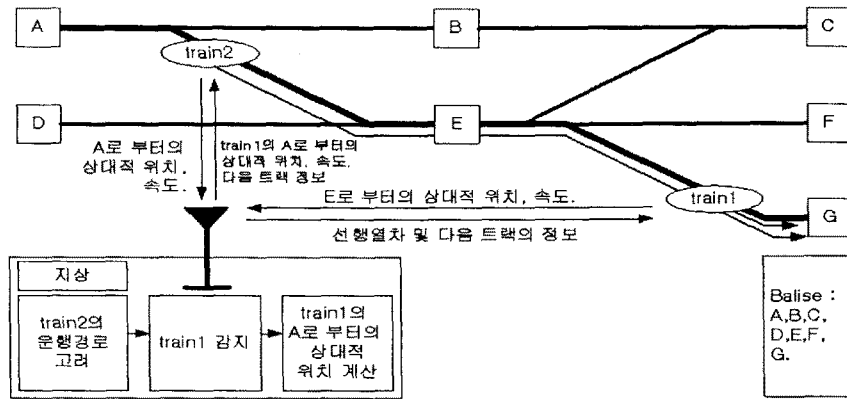 A
B
C
train2
D
E
F
A로 부터의
상대적 위치,
속도.
train1의 A로 부터의
상대적 위치, 속도,
다음 트랙 정보
E로 부터의 상대적 위치, 속도.
train1
G
선행열차 및 다음 트랙의 정보
지상
train2의
운행경로
고려
train1 감지
train1의
A로 부터의
상대적
위치 계산
Balise :
A,B,C,
D,E,F,
G.